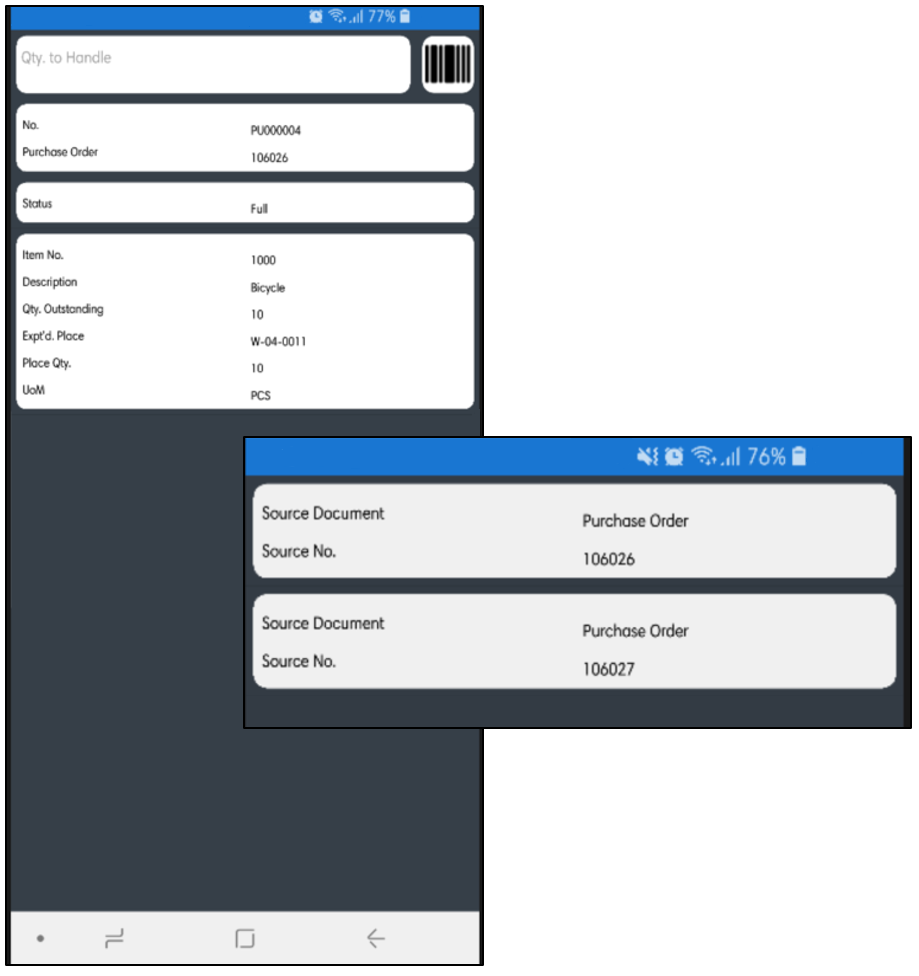 77%
Qty. to Handle
No. PU000004
Purchase Order 106026
Status Full
Item No. 1000
Description Bicycle
Qty. Outstanding 10
Expt'd. Place W-04-0011
Place Qty. 10
UoM PCS
76%
Source Document Purchase Order
Source No. 106026
Source Document Purchase Order
Source No. 106027